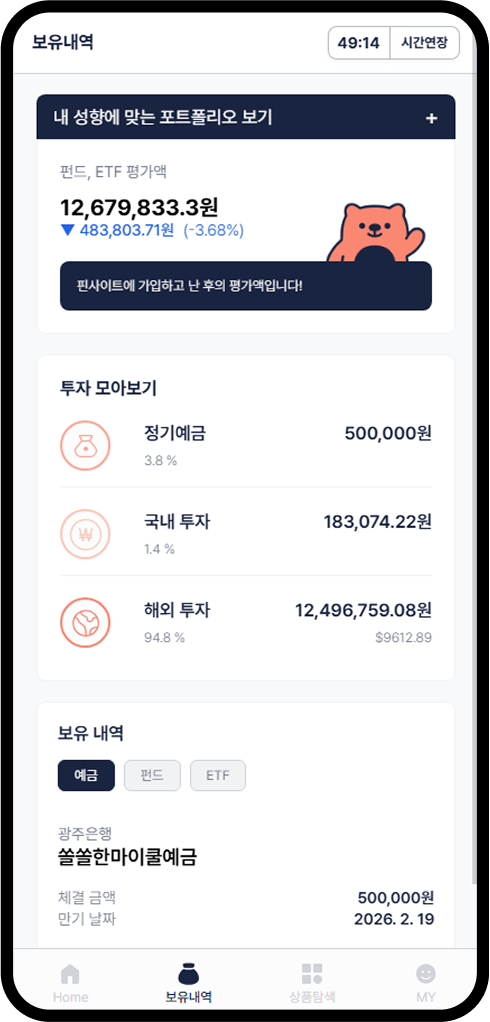 보유내역
49:14 시간연장
내 성향에 맞는 포트폴리오 보기 +
펀드, ETF 평가액
12,679,833.3원
▼ 483,803.71원 (-3.68%)
핀사이트에 가입하고 난 후의 평가액입니다!
투자 모아보기
정기예금 500,000원
3.8 %
국내 투자 183,074.22원
1.4 %
해외 투자 12,496,759.08원
94.8 % $9612.89
보유 내역
예금 펀드 ETF
광주은행
쏠쏠한마이쿨예금
체결 금액 500,000원
만기 날짜 2026. 2. 19
Home 보유내역 상품탐색 MY